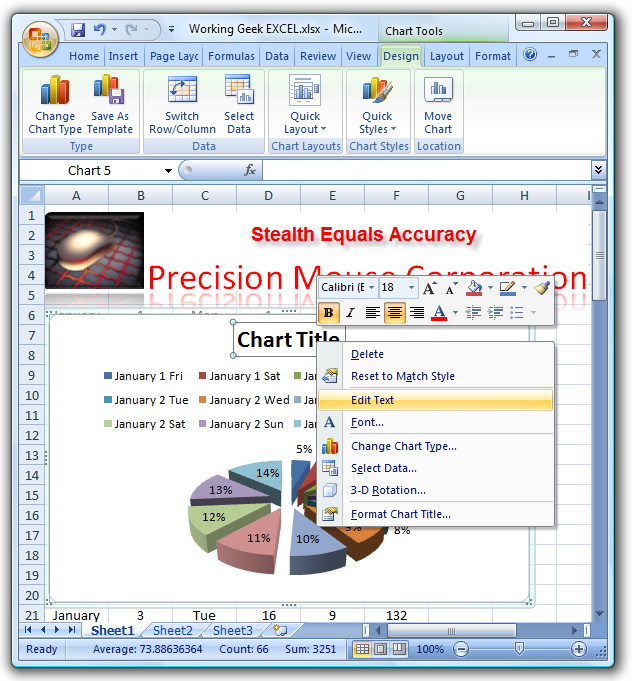 Working Geek EXCEL.xlsx - Mic...
Chart Tools
Home Insert Page Layc Formulas Data Review View Design Layout Format
Change Chart Type
Save As Template
Switch Row/Column
Select Data
Quick Layout
Quick Styles
Move Chart
Type Data Chart Layouts Chart Styles Location
Chart 5
fx
A B C D E F G H I
1
2
3
4
5
6
7
8
9
10
11
12
13
14
15
16
17
18
19
20
Stealth Equals Accuracy
Precision Mouse Corporation
Calibri (E 18 A A
B I A
Chart Title
January 1 Fri January 1 Sat
January 2 Tue January 2 Wed
January 2 Sat January 2 Sun
Delete
Reset to Match Style
Edit Text
A Font...
Change Chart Type...
Select Data...
3-D Rotation...
Format Chart Title...
5%
14%
13%
12%
11%
10%
9%
8%
21 January 3 Tue 16 9 132
Sheet1 Sheet2 Sheet3
Ready Average: 73.88636364 Count: 66 Sum: 3251 100%